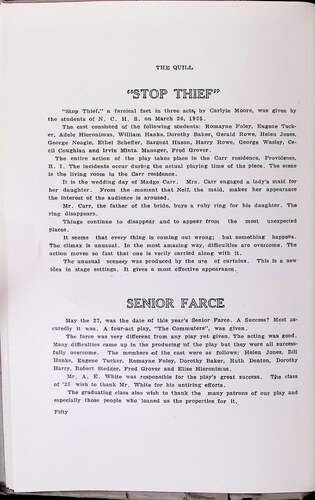 THE QUILL
"STOP THIEF"
"Stop Thief," a farcical fact in three acts, by Carlyle Moore, was given by
the students of N. C. H. S. on March 26, 1925.
The cast consisted of the following students: Romayne Foley, Eugene Tuck-
er, Adele Hieronimus, William Hanks, Dorothy Baker, Gerald Rowe, Helen Jones,
George Neagle, Ethel Scheffer, Sargent Huson, Harry Rowe, George Wasley, Ce-
cil Coughlan and Irvin Mintz. Manager, Fred Grover.
The entire action of the play takes place in the Carr residence, Providence,
R. I. The incidents occur during the actual playing time of the piece. The scene
is the living room in the Carr residence.
It is the wedding day of Madge Carr. Mrs. Carr engaged a lady's maid for
her daughter. From the moment that Nell, the maid, makes her appearance
the interest of the audience is aroused.
Mr. Carr, the father of the bride, buys a ruby ring for his daughter. The
ring disappears.
Things continue to disappear and to appear from the most unexpected
places.
It seems that every thing is coming out wrong; but something happens.
The climax is unusual. In the most amazing way, difficulties are overcome. The
action moves so fast that one is verily carried along with it.
The unusual scenery was produced by the use of curtains. This is a new
idea in stage settings. It gives a most effective appearance.
SENIOR FARCE
May the 27, was the date of this year's Senior Farce. A Success? Most as-
suredly it was. A four-act play, "The Commuters", was given.
The farce was very different from any play yet given. The acting was good.
Many difficulties came up in the producing of the play but they were all success-
fully overcome. The members of the cast were as follows: Helen Jones, Bill
Hanks, Eugene Tucker, Romayne Foley, Dorothy Baker, Ruth Denton, Dorothy
Harry, Robert Stedzer, Fred Grover and Elise Hieronimus.
Mr. A. E. White was responsible for the play's great success. The class
of '25 wish to thank Mr. White for his untiring efforts.
The graduating class also wish to thank the many patrons of our play and
especially those people who loaned us the properties for it.
Fifty